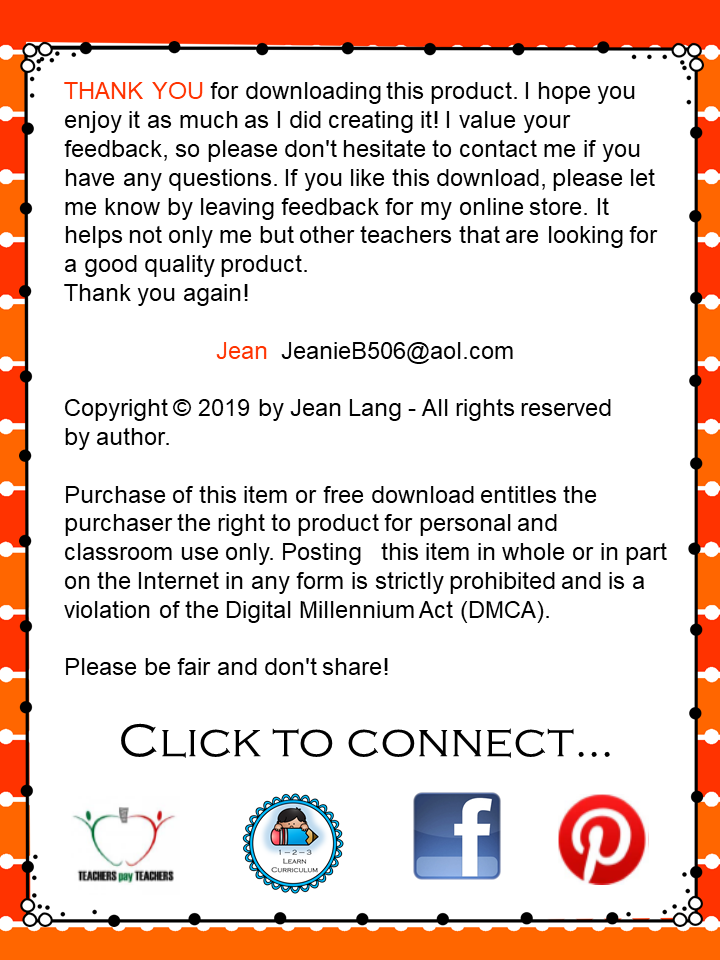 THANK YOU for downloading this product. I hope you
enjoy it as much as I did creating it! I value your
feedback, so please don't hesitate to contact me if you
have any questions. If you like this download, please let
me know by leaving feedback for my online store. It
helps not only me but other teachers that are looking for
a good quality product.
Thank you again!
Jean JeanieB506@aol.com
Copyright © 2019 by Jean Lang - All rights reserved
by author.
Purchase of this item or free download entitles the
purchaser the right to product for personal and
classroom use only. Posting this item in whole or in part
on the Internet in any form is strictly prohibited and is a
violation of the Digital Millennium Act (DMCA).
Please be fair and don't share!
Click to connect...
TEACHERS pay TEACHERS
1 – 2 – 3
Learn
Curriculum
f
P